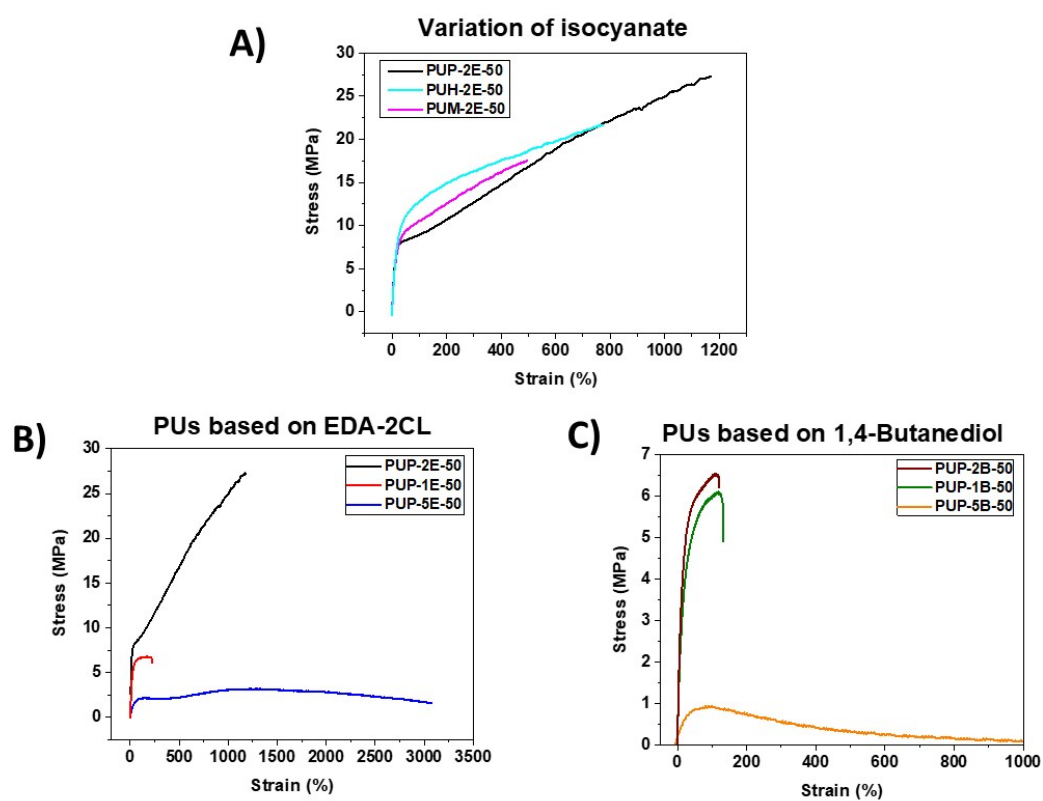 A)
Variation of isocyanate
PUP-2E-50
PUH-2E-50
PUM-2E-50
Stress (MPa)
30
25
20
15
10
5
0
0 200 400 600 800 1000 1200
Strain (%)
B)
PUs based on EDA-2CL
PUP-2E-50
PUP-1E-50
PUP-5E-50
Stress (MPa)
30
25
20
15
10
5
0
0 500 1000 1500 2000 2500 3000 3500
Strain (%)
C)
PUs based on 1,4-Butanediol
PUP-2B-50
PUP-1B-50
PUP-5B-50
Stress (MPa)
7
6
5
4
3
2
1
0
0 200 400 600 800 1000
Strain (%)